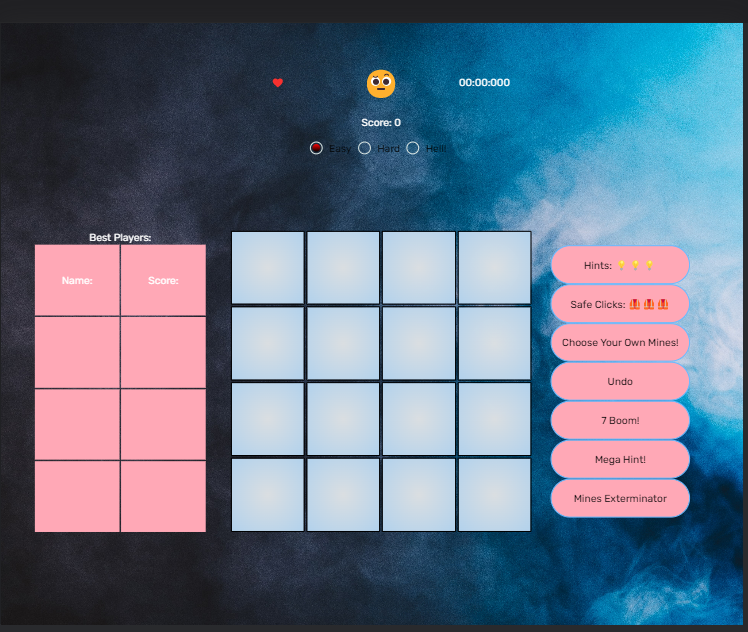 00:00:000
Score: 0
Easy Hard Hell!
Best Players:
Name: Score:
Hints:
Safe Clicks:
Choose Your Own Mines!
Undo
7 Boom!
Mega Hint!
Mines Exterminator